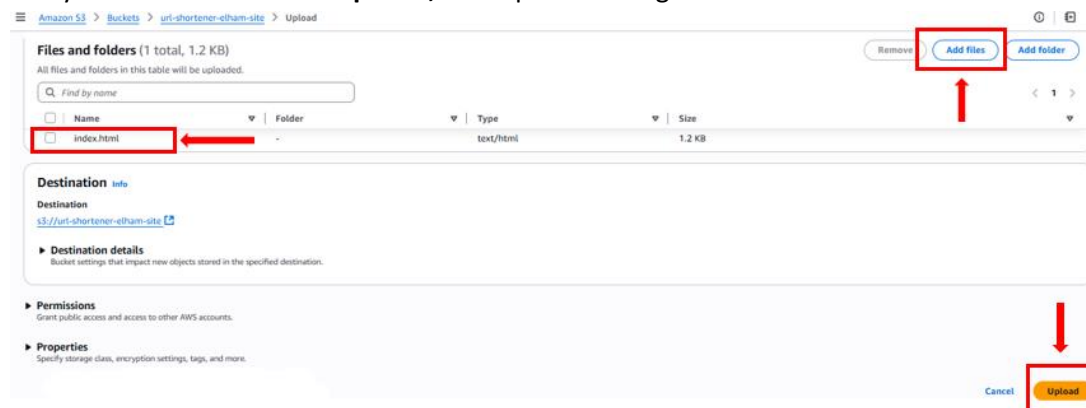 Amazon S3 > Buckets > url-shortener-elham-site > Upload
Files and folders (1 total, 1.2 KB)
Remove Add files Add folder
All files and folders in this table will be uploaded.
Find by name
< 1 >
Name Folder Type Size
index.html - text/html 1.2 KB
Destination Info
Destination
s3://url-shortener-elham-site
Destination details
Bucket settings that impact new objects stored in the specified destination.
Permissions
Grant public access and access to other AWS accounts.
Properties
Specify storage class, encryption settings, tags, and more.
Cancel Upload